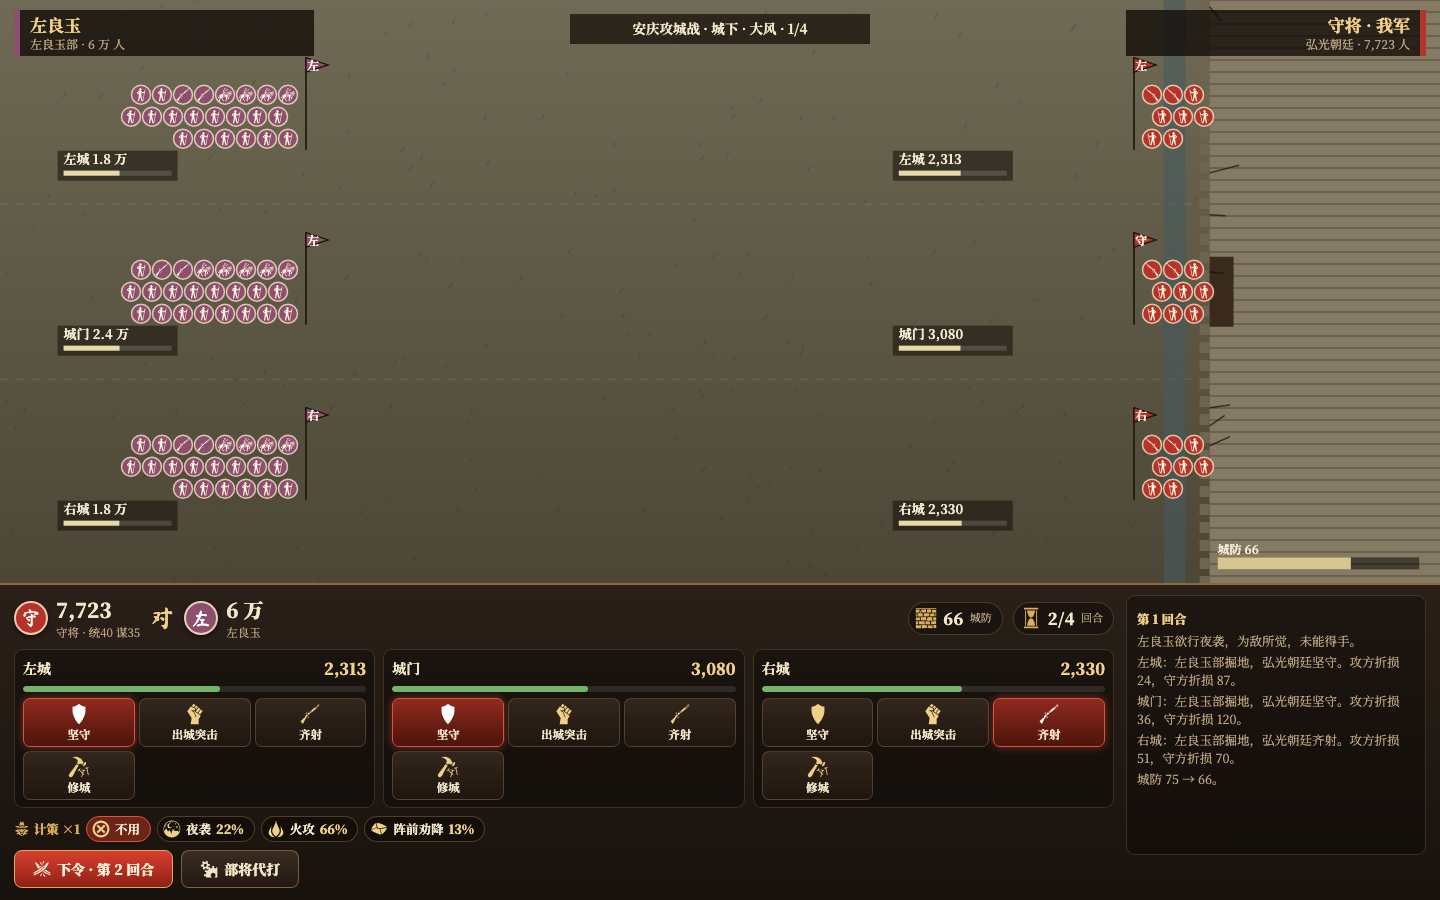 左良玉
左良玉部 · 6 万 人
安庆攻城战 · 城下 · 大风 · 1/4
守将 · 我军
弘光朝廷 · 7,723 人
左
左
左城 1.8 万
左城 2,313
左
守
城门 2.4 万
城门 3,080
右
右
右城 1.8 万
右城 2,330
城防 66
守
7,723
守将 · 统40 谋35
对
左
6 万
左良玉
66 城防
2/4 回合
左城 2,313
坚守
出城突击
齐射
修城
城门 3,080
坚守
出城突击
齐射
修城
右城 2,330
坚守
出城突击
齐射
修城
计策 ×1
不用
夜袭 22%
火攻 66%
阵前劝降 13%
下令 · 第 2 回合
部将代打
第 1 回合
左良玉欲行夜袭，为敌所觉，未能得手。
左城：左良玉部掘地，弘光朝廷坚守。攻方折损
24，守方折损 87。
城门：左良玉部掘地，弘光朝廷坚守。攻方折损
36，守方折损 120。
右城：左良玉部掘地，弘光朝廷齐射。攻方折损
51，守方折损 70。
城防 75 → 66。